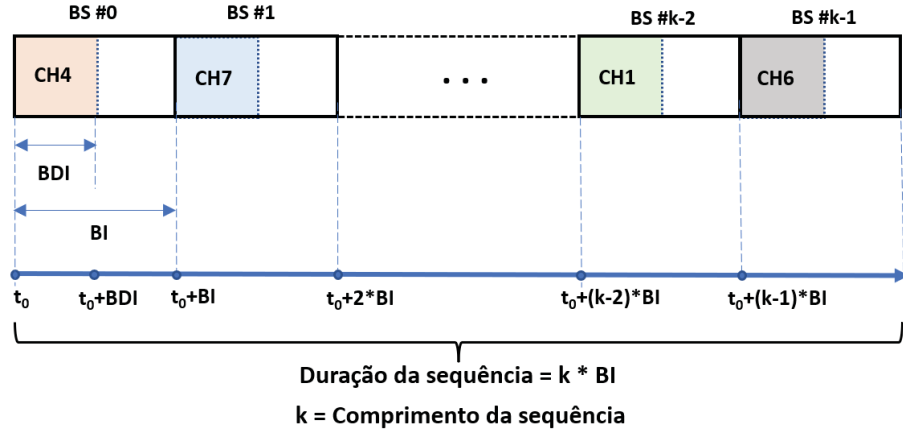 BS #0 BS #1 BS #k-2 BS #k-1
CH4 CH7 . . . CH1 CH6
BDI
BI
t0 t0+BDI t0+BI t0+2*BI t0+(k-2)*BI t0+(k-1)*BI
Duração da sequência = k * BI
k = Comprimento da sequência